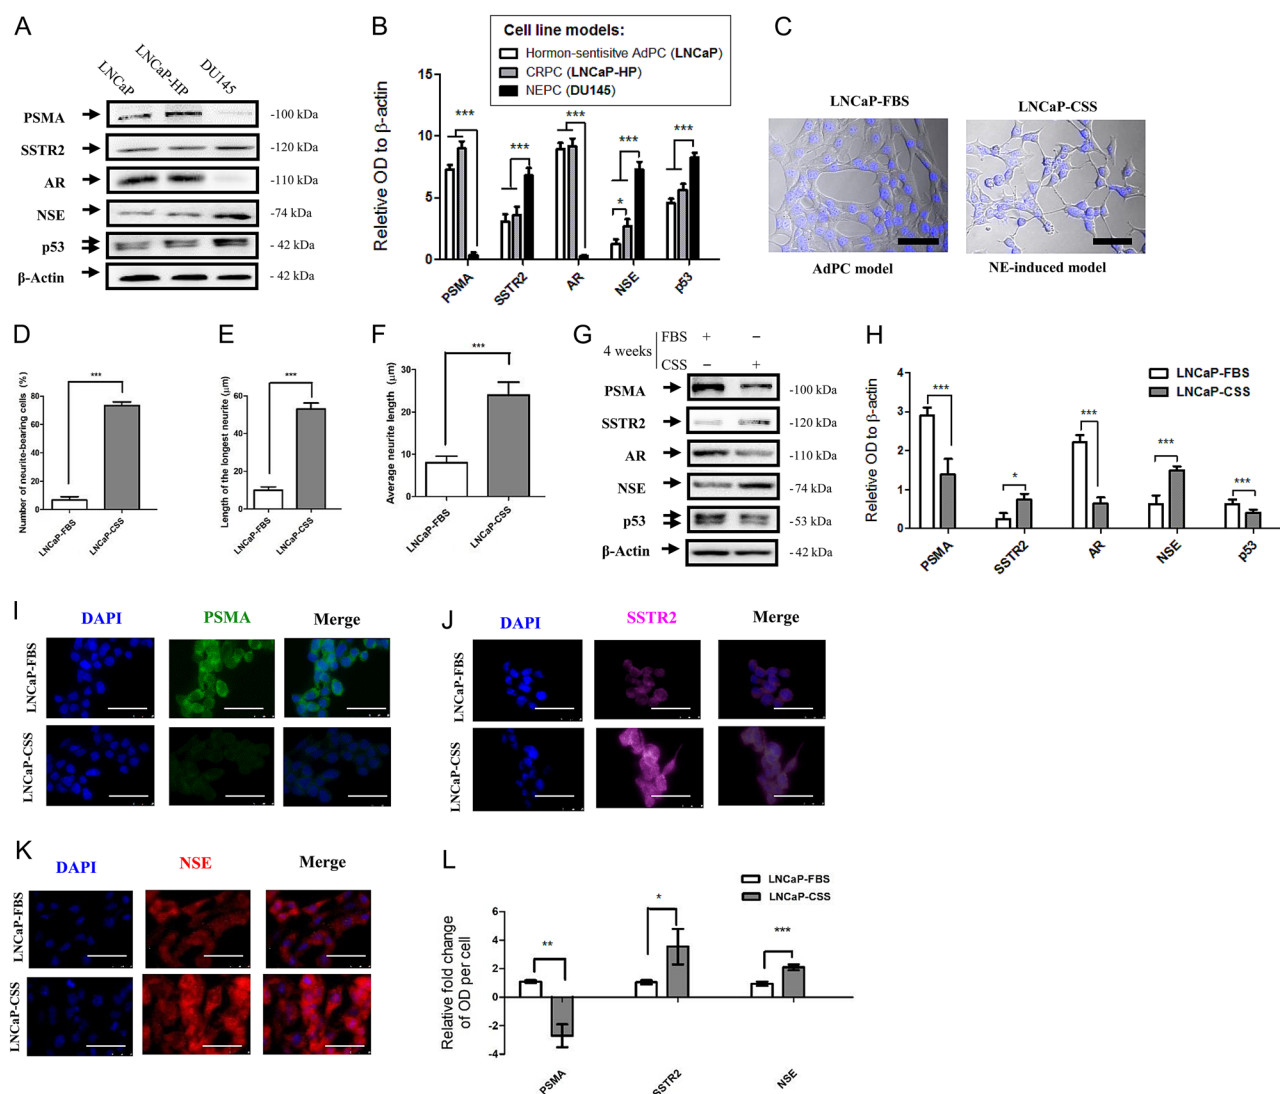 A
LNCaP
LNCaP-HP
DU145
PSMA
-100 kDa
SSTR2
-120 kDa
AR
-110 kDa
NSE
-74 kDa
p53
- 42 kDa
β-Actin
- 42 kDa
B
Cell line models:
Hormon-sentisitve AdPC (LNCaP)
CRPC (LNCaP-HP)
NEPC (DU145)
Reletive OD to β-actin
15
10
5
0
***
***
***
*
***
***
PSMA
SSTR2
AR
NSE
p53
C
LNCaP-FBS
LNCaP-CSS
AdPC model
NE-induced model
D
Number of neurite-bearing cells (%)
80
60
40
20
0
***
LNCaP-FBS
LNCaP-CSS
E
Length of the longest neurite (μm)
60
40
20
0
***
LNCaP-FBS
LNCaP-CSS
F
Average neurite length (μm)
30
20
10
0
***
LNCaP-FBS
LNCaP-CSS
G
4 weeks
FBS + –
CSS – +
PSMA
-100 kDa
SSTR2
-120 kDa
AR
-110 kDa
NSE
-74 kDa
p53
-53 kDa
β-Actin
- 42 kDa
H
LNCaP-FBS
LNCaP-CSS
Reletive OD to β-actin
3
2
1
0
***
*
***
***
***
PSMA
SSTR2
AR
NSE
p53
I
DAPI
PSMA
Merge
LNCaP-FBS
LNCaP-CSS
J
DAPI
SSTR2
Merge
LNCaP-FBS
LNCaP-CSS
K
DAPI
NSE
Merge
LNCaP-FBS
LNCaP-CSS
L
LNCaP-FBS
LNCaP-CSS
Relative fold change
of OD per cell
6
4
2
0
-2
-4
**
*
***
PSMA
SSTR2
NSE